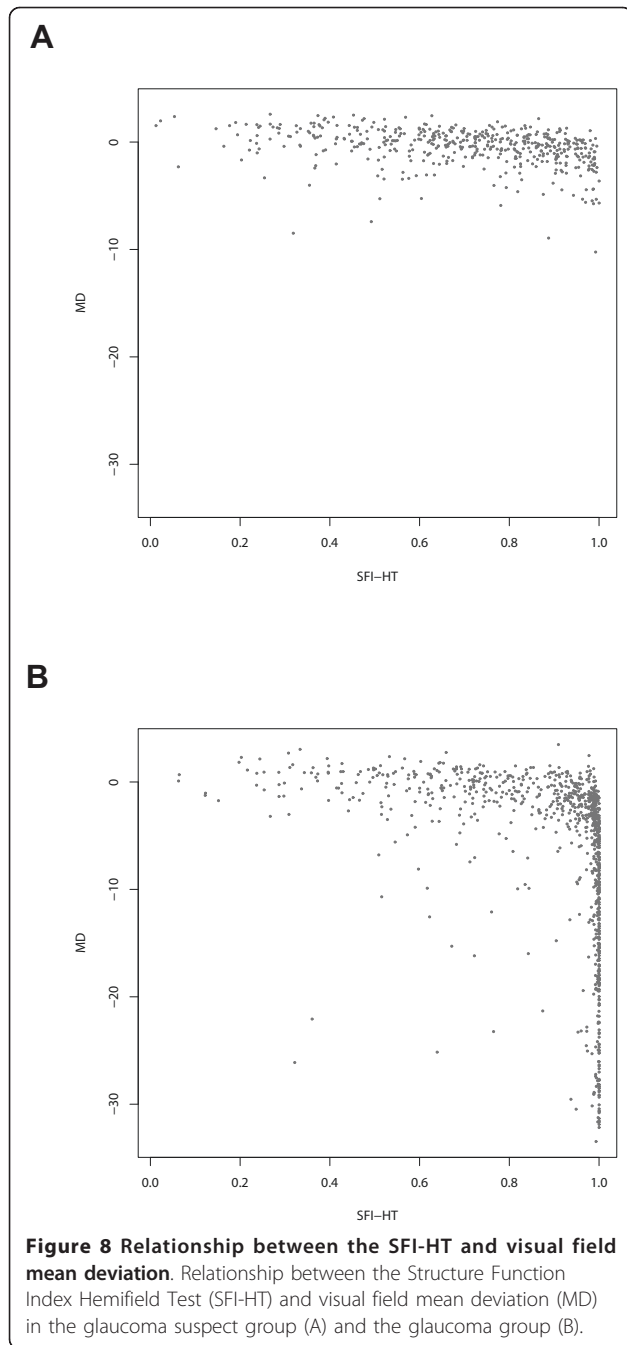 A
0
−10
−20
−30
MD
0.0 0.2 0.4 0.6 0.8 1.0
SFI−HT
B
0
−10
−20
−30
MD
0.0 0.2 0.4 0.6 0.8 1.0
SFI−HT
Figure 8 Relationship between the SFI-HT and visual field
mean deviation. Relationship between the Structure Function
Index Hemifield Test (SFI-HT) and visual field mean deviation (MD)
in the glaucoma suspect group (A) and the glaucoma group (B).